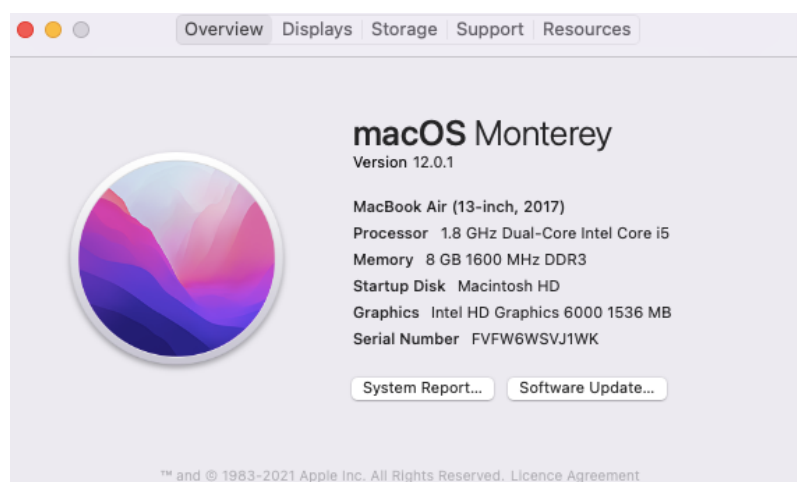 Overview Displays Storage Support Resources
macOS Monterey
Version 12.0.1
MacBook Air (13-inch, 2017)
Processor 1.8 GHz Dual-Core Intel Core i5
Memory 8 GB 1600 MHz DDR3
Startup Disk Macintosh HD
Graphics Intel HD Graphics 6000 1536 MB
Serial Number FVFW6WSVJ1WK
System Report... Software Update...
™ and © 1983-2021 Apple Inc. All Rights Reserved. Licence Agreement